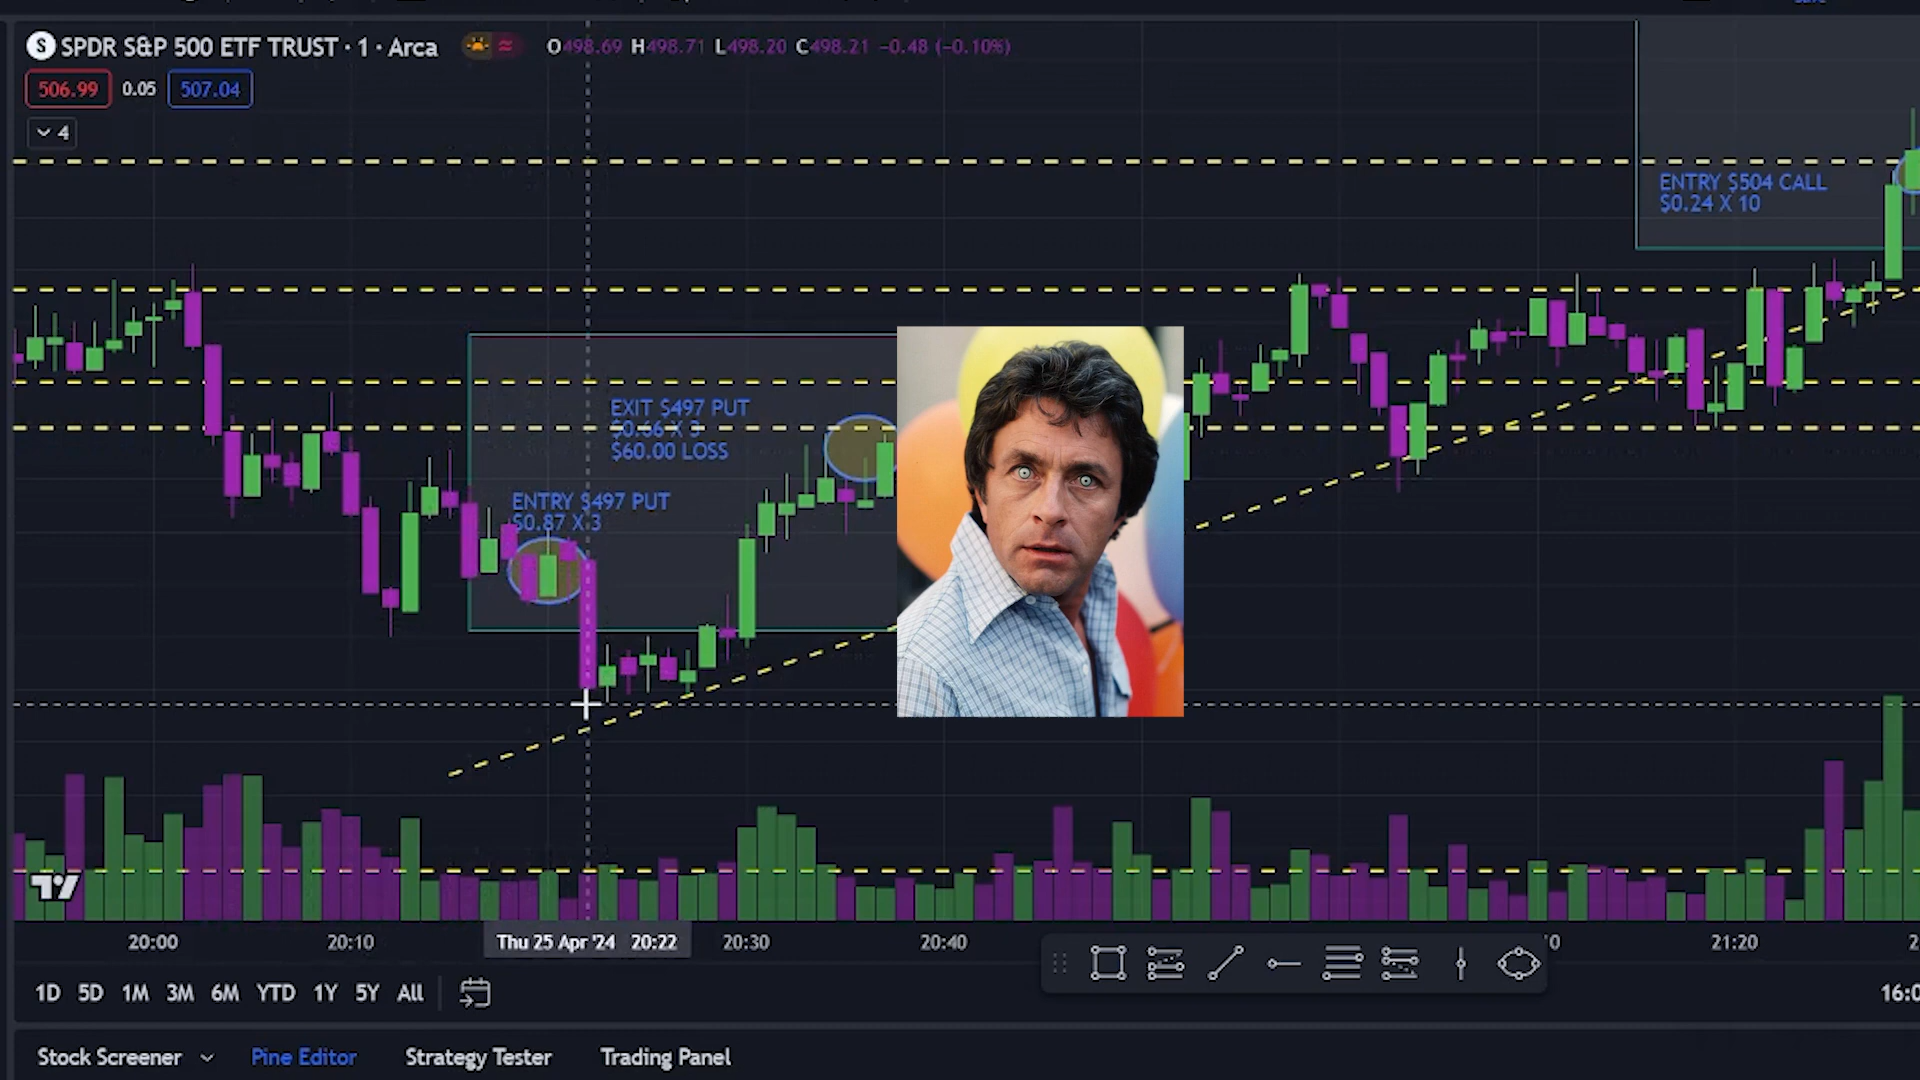 S SPDR S&P 500 ETF TRUST · 1 · Arca O498.69 H498.71 L498.20 C498.21 −0.48 (−0.10%)
506.99 0.05 507.04
4
ENTRY $504 CALL
$0.24 X 10
EXIT $497 PUT
$0.66 X 3
$60.00 LOSS
ENTRY $497 PUT
$0.87 X 3
20:00 20:10 Thu 25 Apr '24 20:22 20:30 20:40 21:20
1D 5D 1M 3M 6M YTD 1Y 5Y All
Stock Screener Pine Editor Strategy Tester Trading Panel